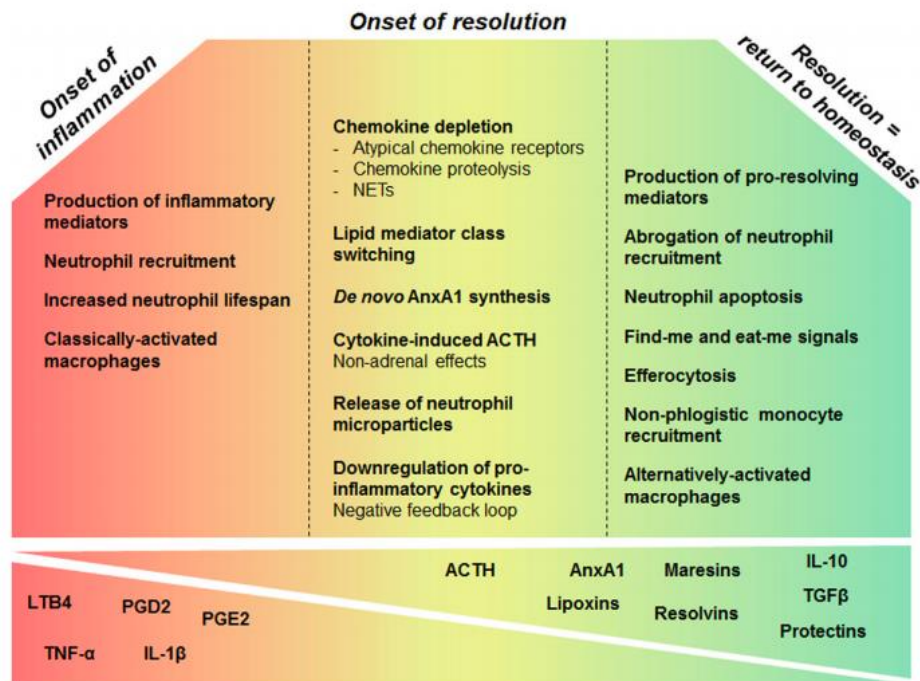 Onset of resolution
Onset of
inflammation
Resolution =
return to homeostasis
Production of inflammatory
mediators
Neutrophil recruitment
Increased neutrophil lifespan
Classically-activated
macrophages
Chemokine depletion
- Atypical chemokine receptors
- Chemokine proteolysis
- NETs
Lipid mediator class
switching
De novo AnxA1 synthesis
Cytokine-induced ACTH
Non-adrenal effects
Release of neutrophil
microparticles
Downregulation of pro-
inflammatory cytokines
Negative feedback loop
Production of pro-resolving
mediators
Abrogation of neutrophil
recruitment
Neutrophil apoptosis
Find-me and eat-me signals
Efferocytosis
Non-phlogistic monocyte
recruitment
Alternatively-activated
macrophages
LTB4
PGD2
PGE2
TNF-α
IL-1β
ACTH
AnxA1
Lipoxins
Maresins
Resolvins
IL-10
TGFβ
Protectins